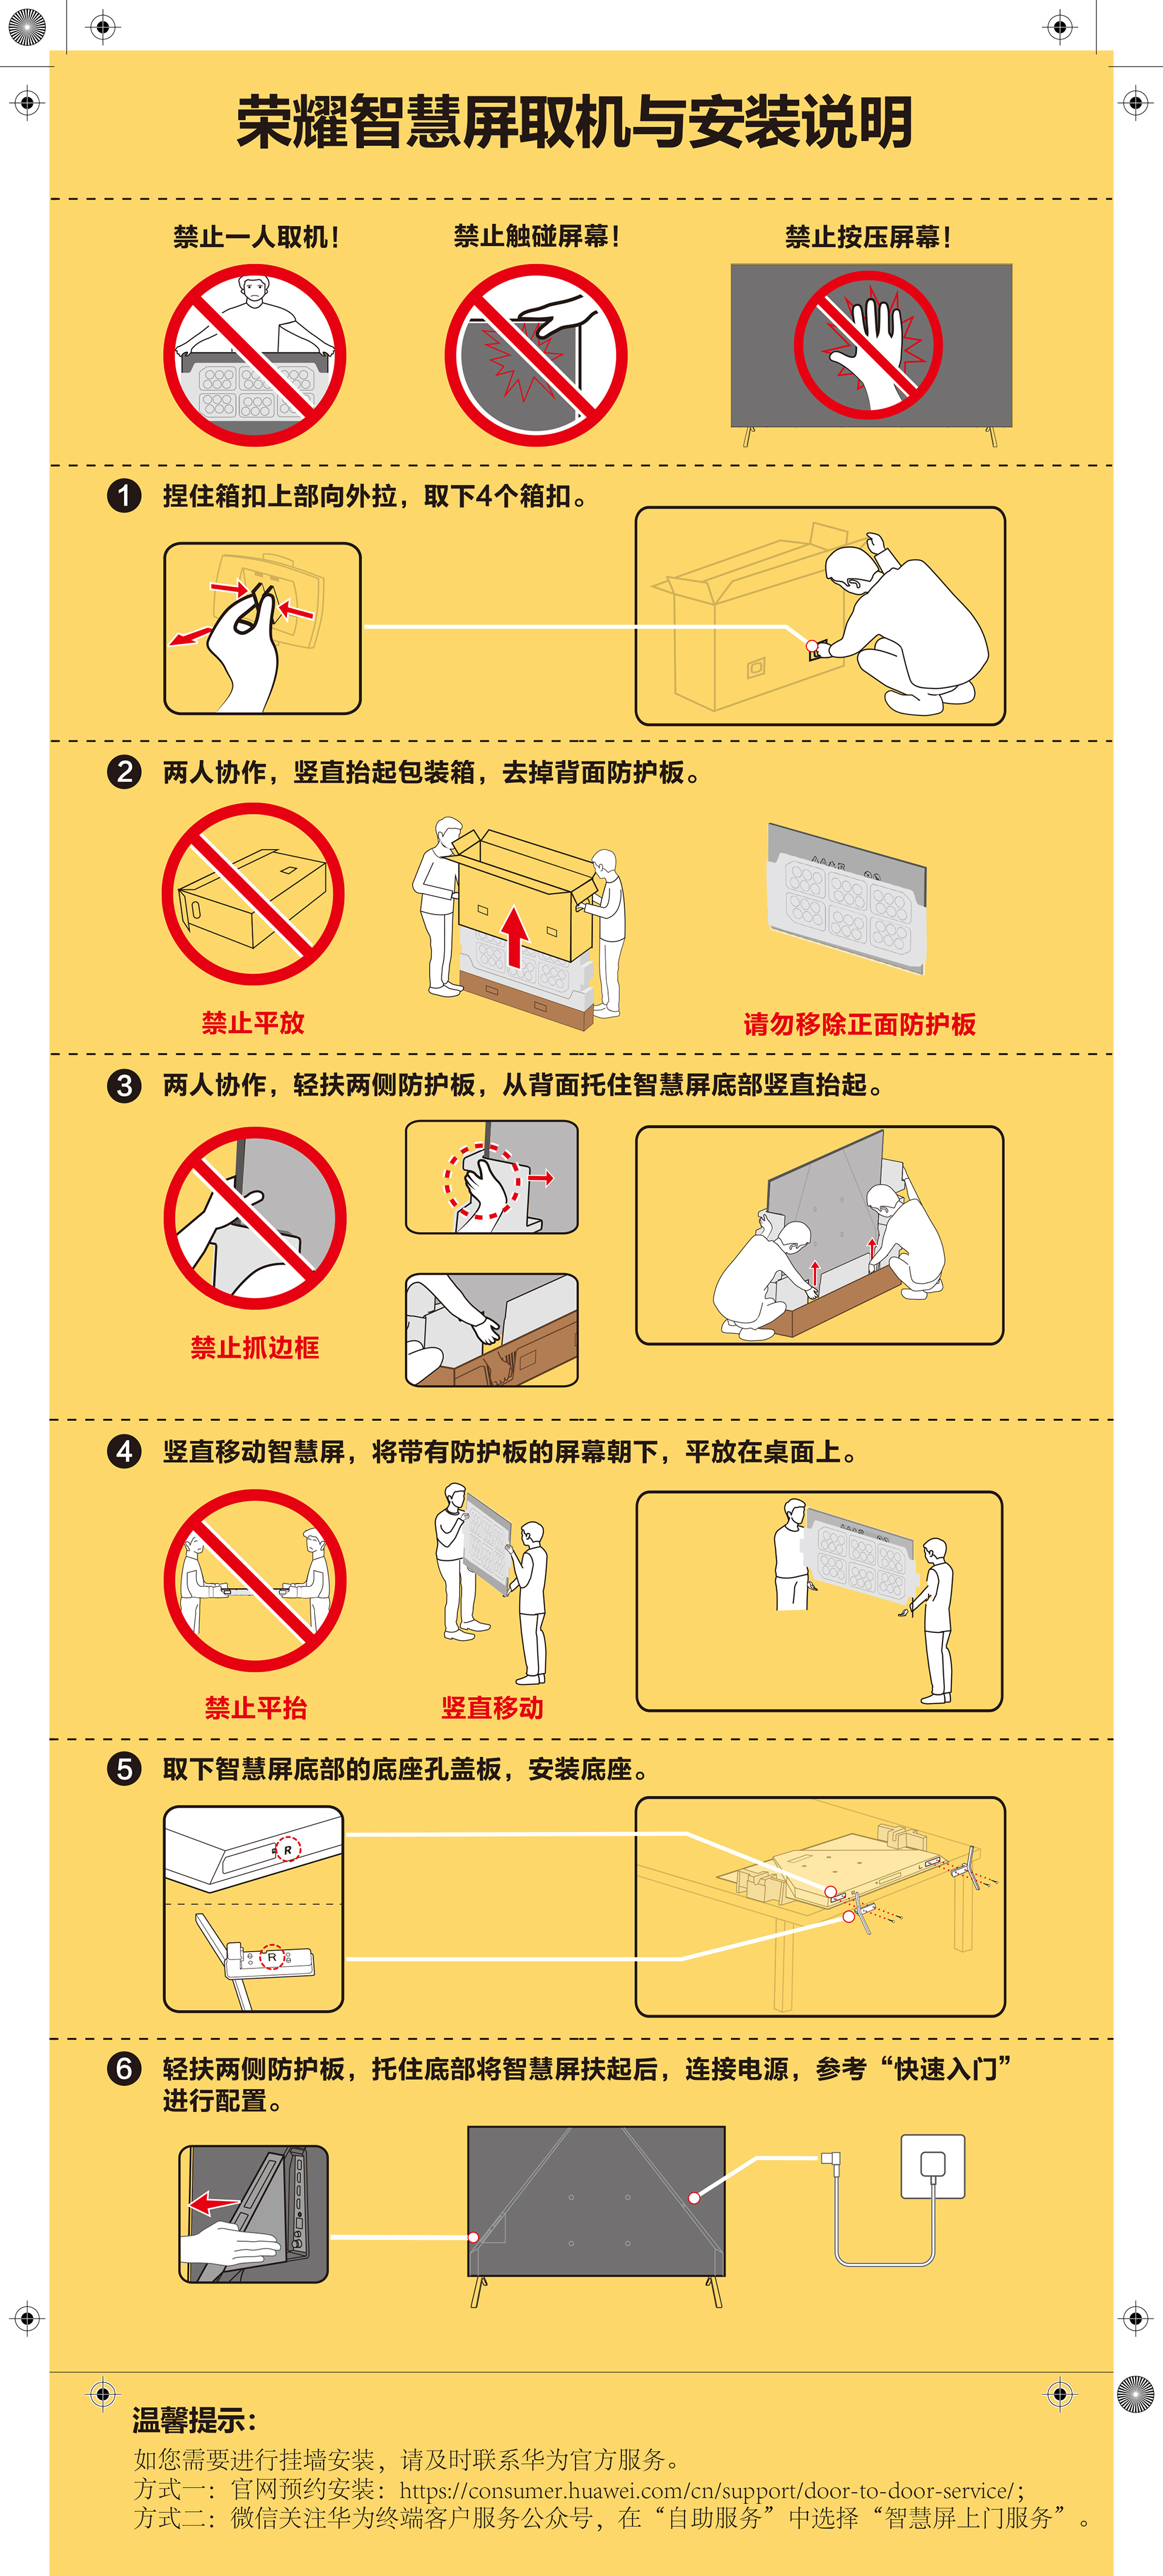 荣耀智慧屏取机与安装说明
禁止一人取机！
禁止触碰屏幕！
禁止按压屏幕！
1 捏住箱扣上部向外拉，取下4个箱扣。
2 两人协作，竖直抬起包装箱，去掉背面防护板。
禁止平放
请勿移除正面防护板
3 两人协作，轻扶两侧防护板，从背面托住智慧屏底部竖直抬起。
禁止抓边框
4 竖直移动智慧屏，将带有防护板的屏幕朝下，平放在桌面上。
禁止平抬
竖直移动
5 取下智慧屏底部的底座孔盖板，安装底座。
R
R
6 轻扶两侧防护板，托住底部将智慧屏扶起后，连接电源，参考“快速入门”
进行配置。
温馨提示：
如您需要进行挂墙安装，请及时联系华为官方服务。
方式一：官网预约安装：https://consumer.huawei.com/cn/support/door-to-door-service/；
方式二：微信关注华为终端客户服务公众号，在“自助服务”中选择“智慧屏上门服务”。